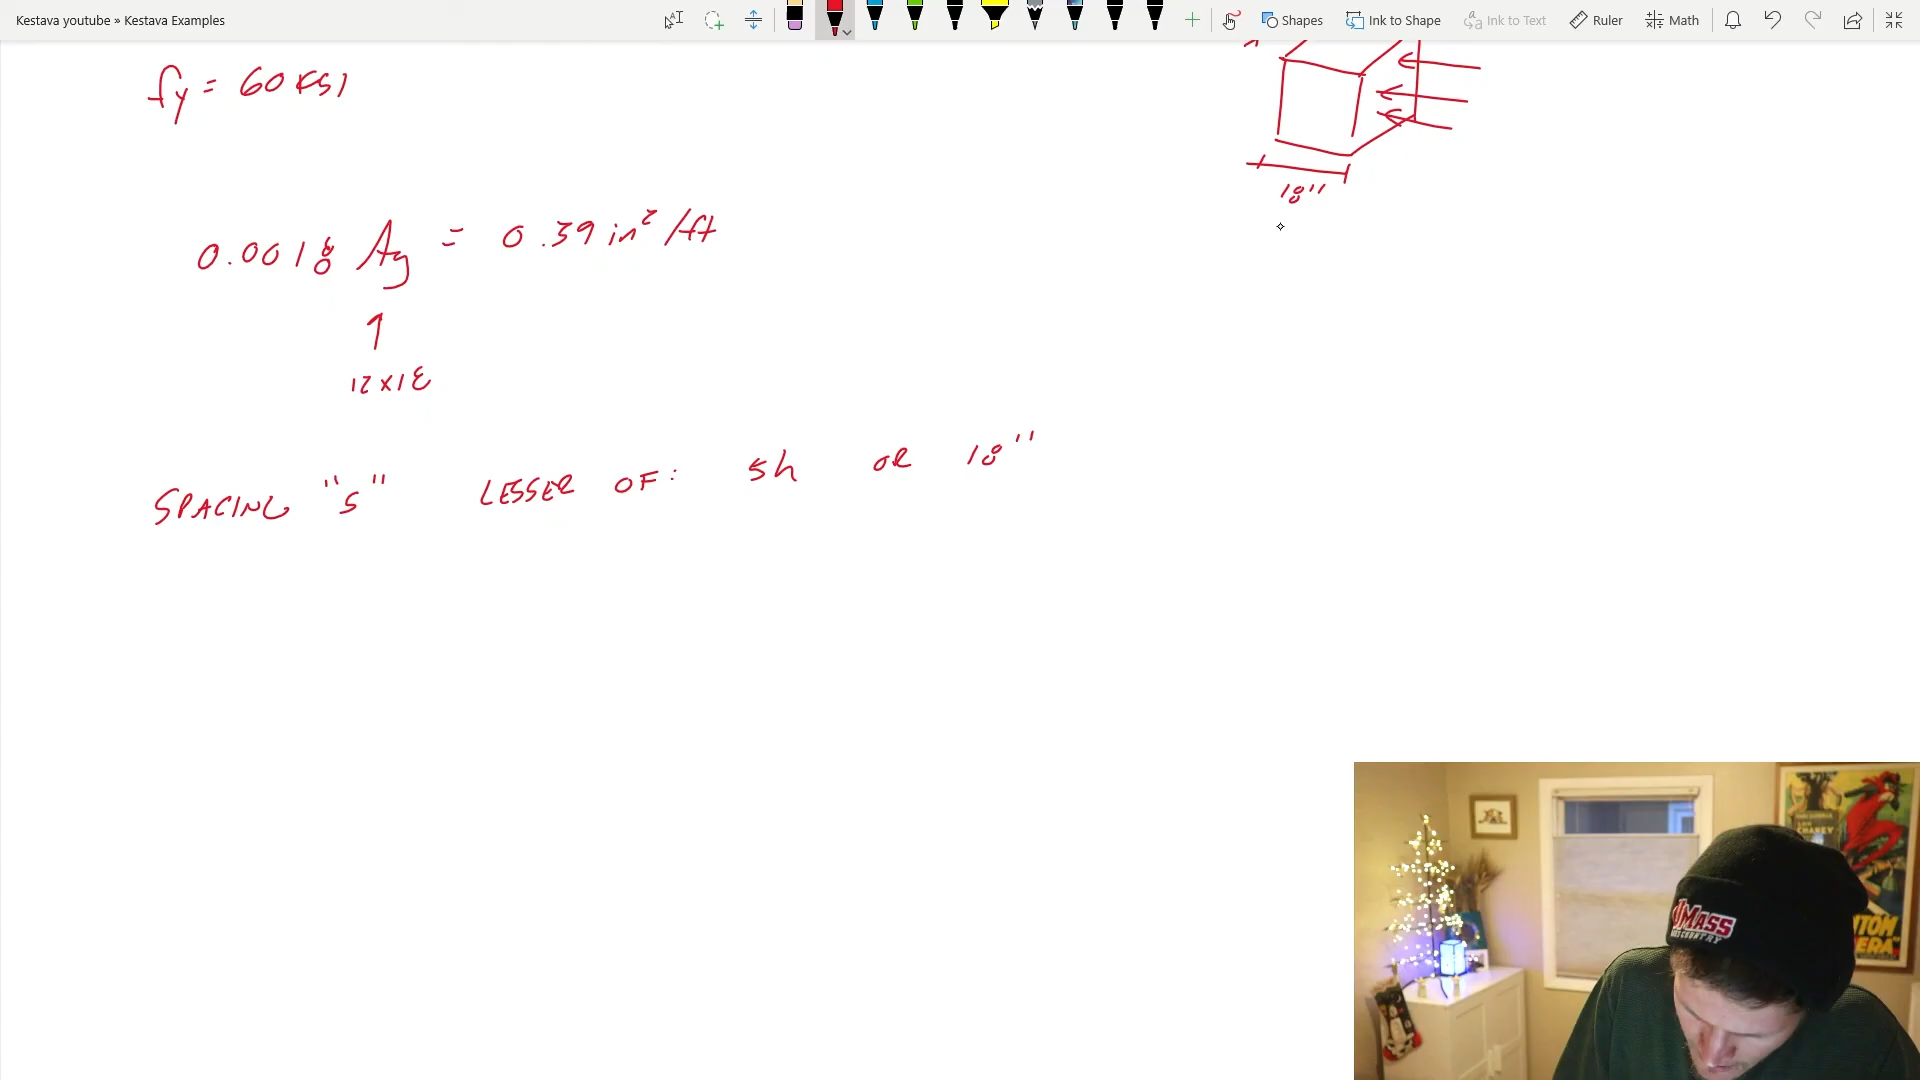 Kestava youtube » Kestava Examples
Shapes
Ink to Shape
Ink to Text
Ruler
Math
fy = 60 KSI
18"
0.0018 Ag = 0.39 in²/ft
↑
12x18
SPACING "S" LESSER OF: 5h OR 18"
UMASS